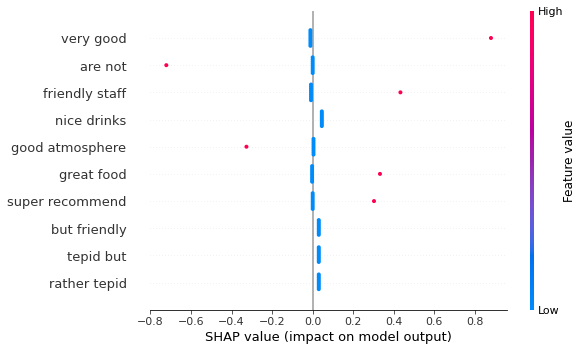 High
very good
are not
friendly staff
nice drinks
good atmosphere
great food
super recommend
but friendly
tepid but
rather tepid
Feature value
Low
−0.8 −0.6 −0.4 −0.2 0.0 0.2 0.4 0.6 0.8
SHAP value (impact on model output)